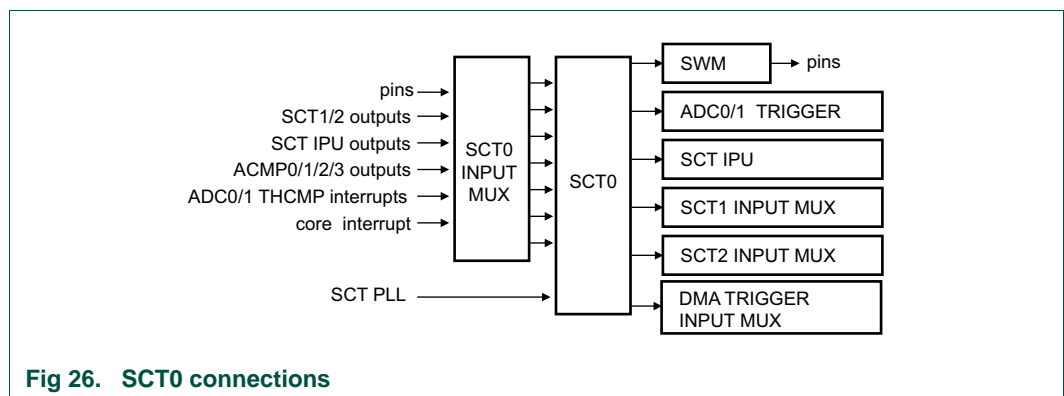 pins
SCT1/2 outputs
SCT IPU outputs
ACMP0/1/2/3 outputs
ADC0/1 THCMP interrupts
core interrupt
SCT PLL
SCT0
INPUT
MUX
SCT0
SWM
pins
ADC0/1 TRIGGER
SCT IPU
SCT1 INPUT MUX
SCT2 INPUT MUX
DMA TRIGGER
INPUT MUX
Fig 26. SCT0 connections